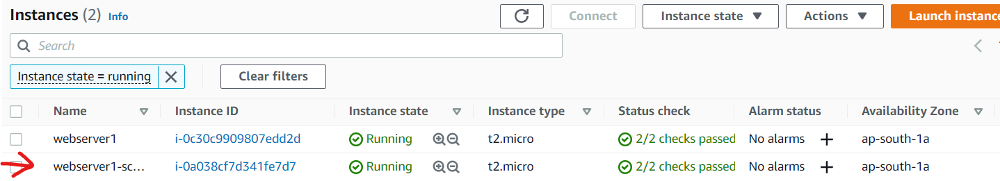 Instances (2) Info Connect Instance state Actions Launch instance
Search
Instance state = running Clear filters
Name Instance ID Instance state Instance type Status check Alarm status Availability Zone
webserver1 i-0c30c9909807edd2d Running t2.micro 2/2 checks passed No alarms ap-south-1a
webserver1-sc... i-0a038cf7d341fe7d7 Running t2.micro 2/2 checks passed No alarms ap-south-1a